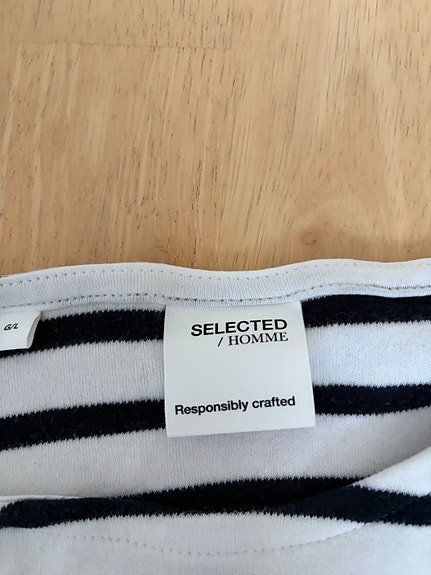 G/L
SELECTED
/ HOMME
Responsibly crafted